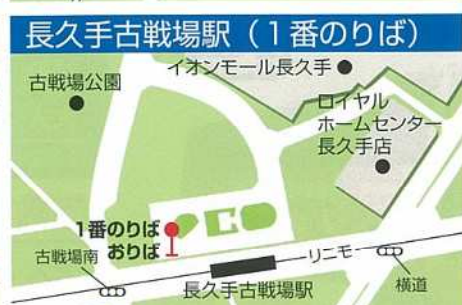 長久手古戦場駅（1番のりば）
イオンモール長久手
古戦場公園
ロイヤル
ホームセンター
長久手店
1番のりば
おりば
古戦場南
リニモ
長久手古戦場駅
横道